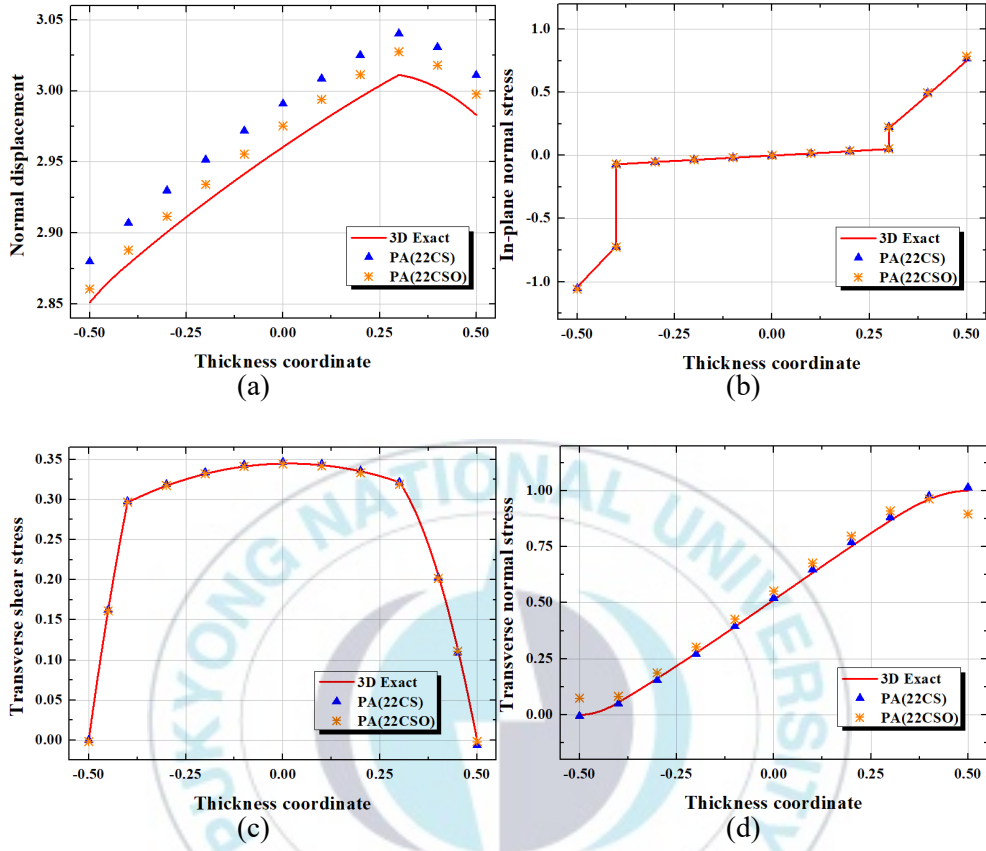 3.05
3.00
2.95
2.90
2.85
Normal displacement
3D Exact
PA(22CS)
PA(22CSO)
-0.50
-0.25
0.00
0.25
0.50
Thickness coordinate
(a)
1.0
0.5
0.0
-0.5
-1.0
In-plane normal stress
3D Exact
PA(22CS)
PA(22CSO)
-0.50
-0.25
0.00
0.25
0.50
Thickness coordinate
(b)
0.35
0.30
0.25
0.20
0.15
0.10
0.05
0.00
Transverse shear stress
3D Exact
PA(22CS)
PA(22CSO)
-0.50
-0.25
0.00
0.25
0.50
Thickness coordinate
(c)
1.00
0.75
0.50
0.25
0.00
Transverse normal stress
3D Exact
PA(22CS)
PA(22CSO)
-0.50
-0.25
0.00
0.25
0.50
Thickness coordinate
(d)
PUKYONG NATIONAL UNIVERSITY